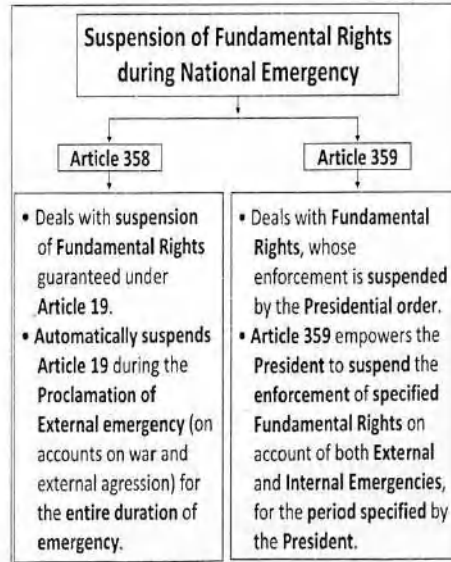 Suspension of Fundamental Rights
during National Emergency
Article 358
• Deals with suspension
of Fundamental Rights
guaranteed under
Article 19.
• Automatically suspends
Article 19 during the
Proclamation of
External emergency (on
accounts on war and
external agression) for
the entire duration of
emergency.
Article 359
• Deals with Fundamental
Rights, whose
enforcement is suspended
by the Presidential order.
• Article 359 empowers the
President to suspend the
enforcement of specified
Fundamental Rights on
account of both External
and Internal Emergencies,
for the period specified by
the President.